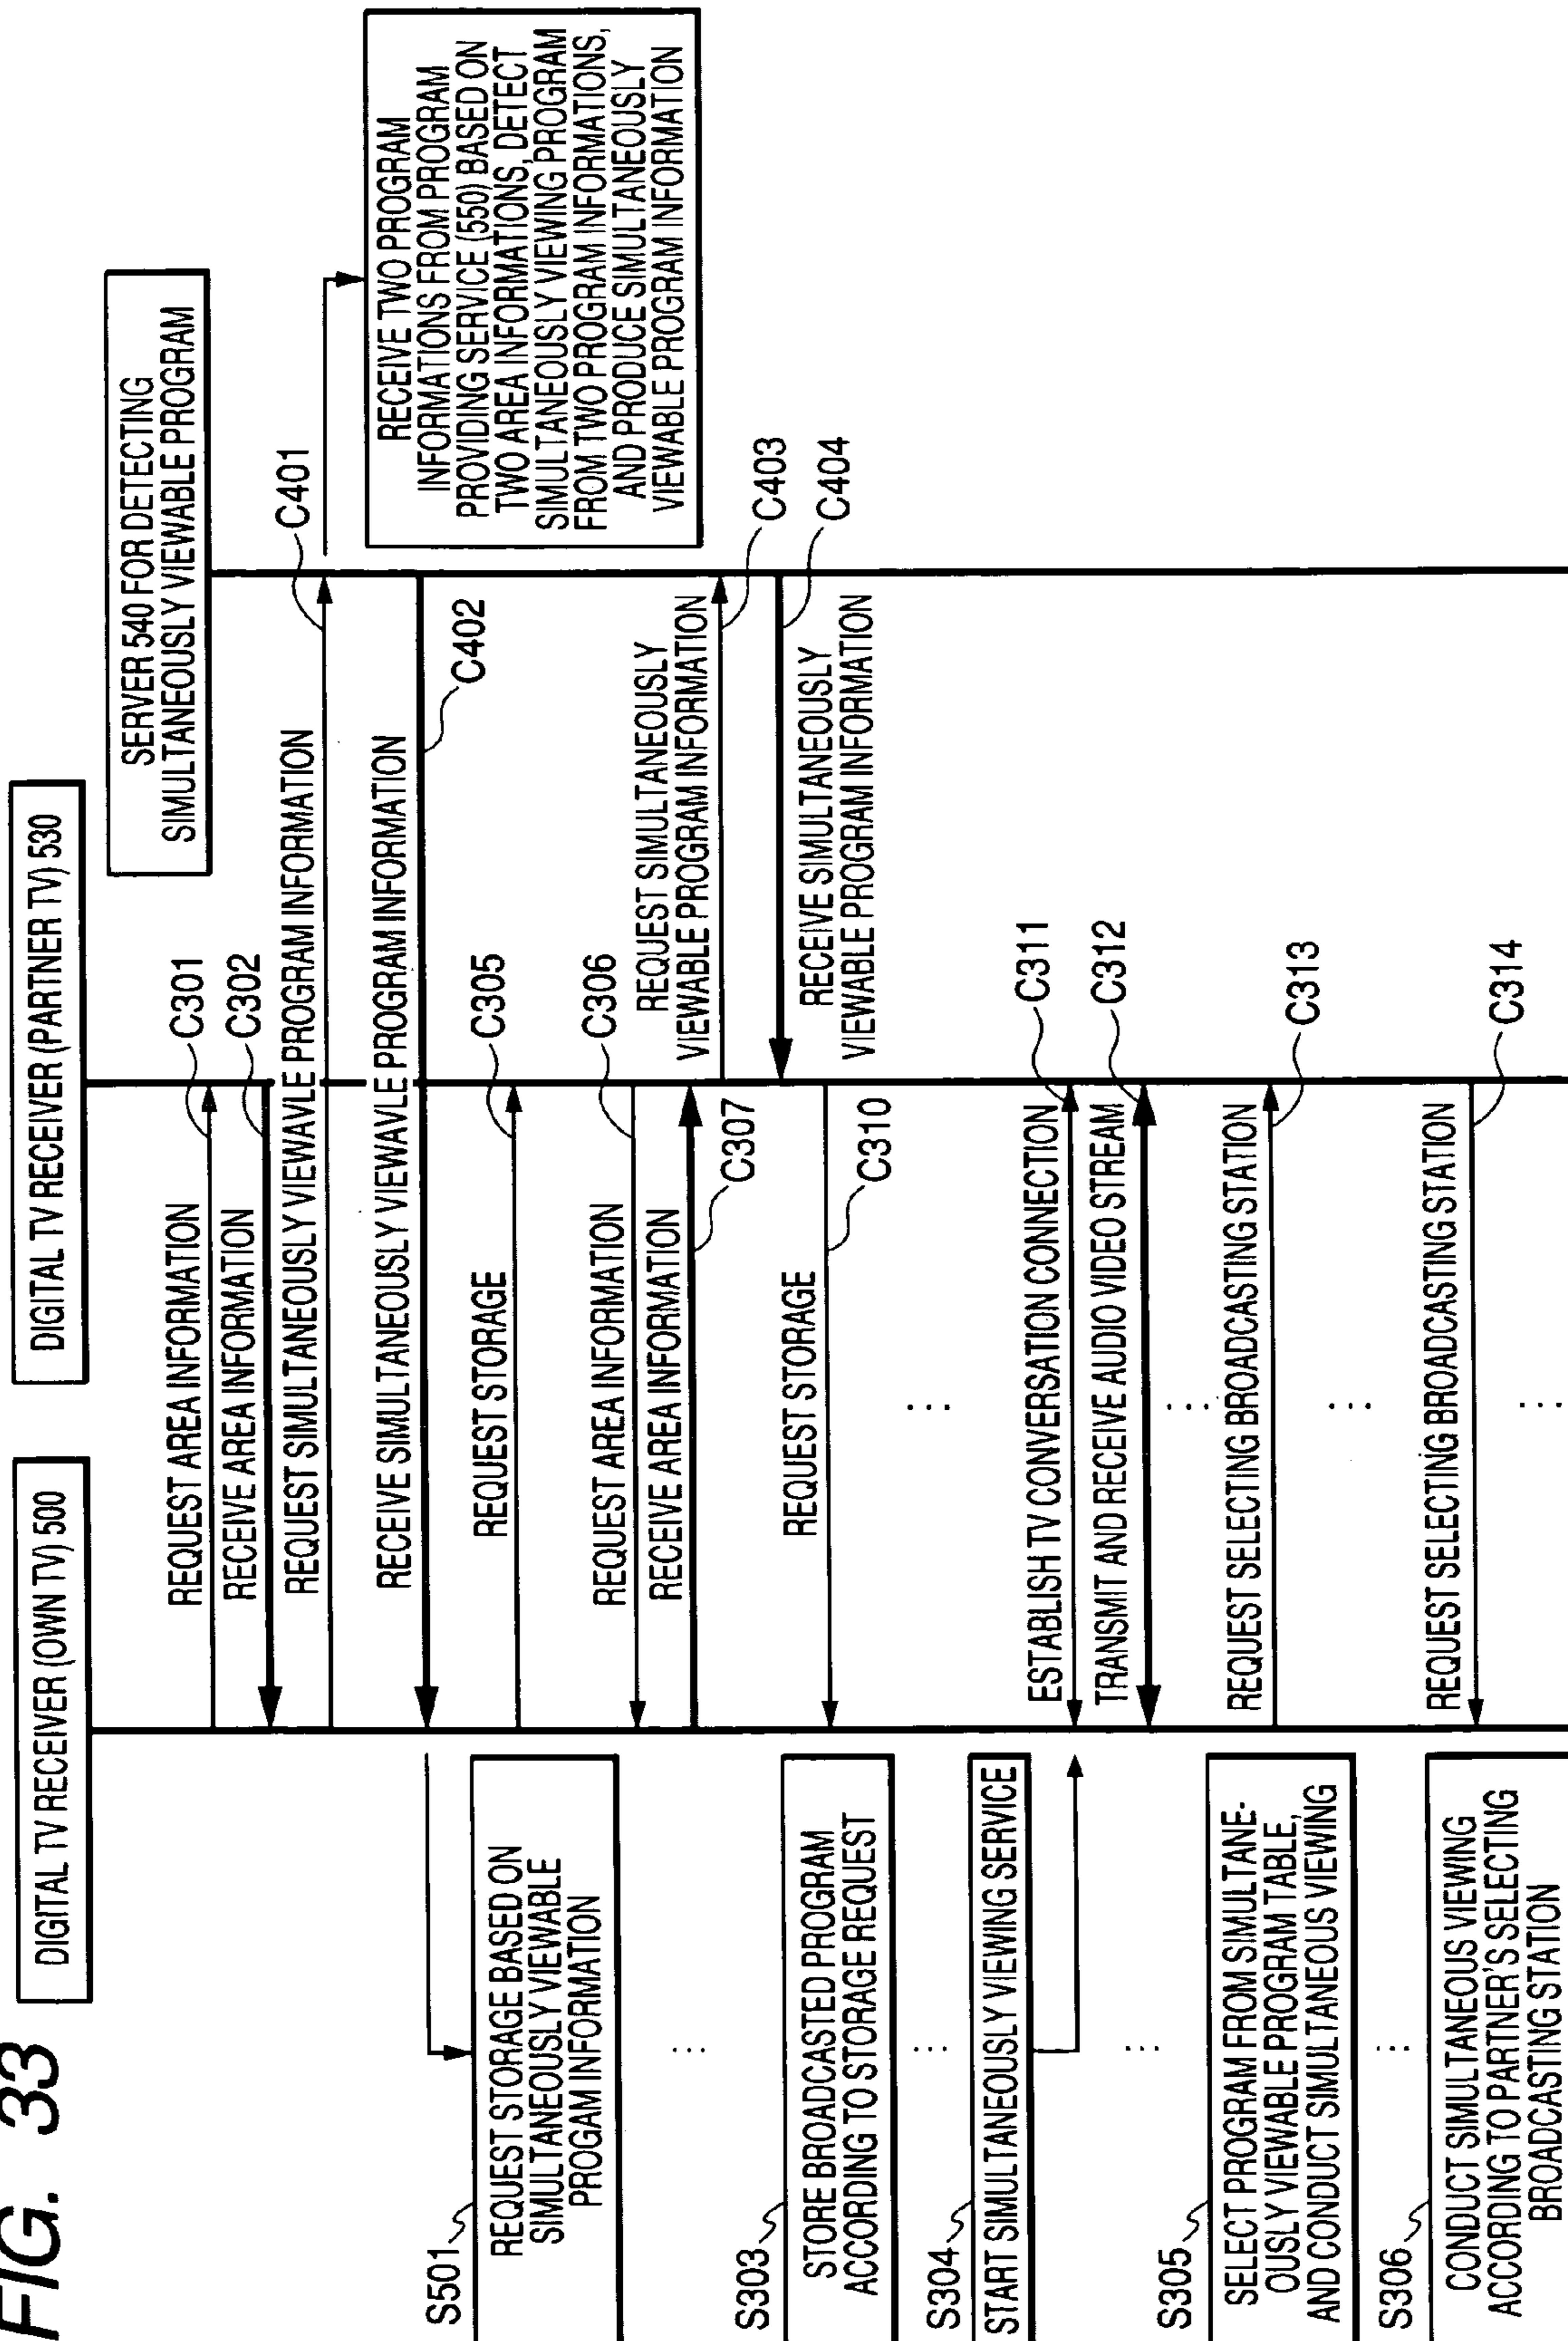 FIG. 33
DIGITAL TV RECEIVER (OWN TV) 500
DIGITAL TV RECEIVER (PARTNER TV) 530
SERVER 540 FOR DETECTING
SIMULTANEOUSLY VIEWABLE PROGRAM
REQUEST AREA INFORMATION
C301
RECEIVE AREA INFORMATION
C302
REQUEST SIMULTANEOUSLY VIEWAVLE PROGRAM INFORMATION
C401
RECEIVE TWO PROGRAM
INFORMATIONS FROM PROGRAM
PROVIDING SERVICE (550) BASED ON
TWO AREA INFORMATIONS, DETECT
SIMULTANEOUSLY VIEWING PROGRAM
FROM TWO PROGRAM INFORMATIONS,
AND PRODUCE SIMULTANEOUSLY
VIEWABLE PROGRAM INFORMATION
RECEIVE SIMULTANEOUSLY VIEWAVLE PROGRAM INFORMATION
C402
S501
REQUEST STORAGE BASED ON
SIMULTANEOUSLY VIEWABLE
PROGAM INFORMATION
REQUEST STORAGE
C305
REQUEST AREA INFORMATION
C306
RECEIVE AREA INFORMATION
C307
REQUEST SIMULTANEOUSLY
VIEWABLE PROGRAM INFORMATION
C403
C404
RECEIVE SIMULTANEOUSLY
VIEWABLE PROGRAM INFORMATION
...
S303
STORE BROADCASTED PROGRAM
ACCORDING TO STORAGE REQUEST
REQUEST STORAGE
C310
...
...
S304
START SIMULTANEOUSLY VIEWING SERVICE
ESTABLISH TV CONVERSATION CONNECTION
C311
TRANSMIT AND RECEIVE AUDIO VIDEO STREAM
C312
...
...
S305
SELECT PROGRAM FROM SIMULTANE-
OUSLY VIEWABLE PROGRAM TABLE,
AND CONDUCT SIMULTANEOUS VIEWING
REQUEST SELECTING BROADCASTING STATION
C313
...
...
S306
CONDUCT SIMULTANEOUS VIEWING
ACCORDING TO PARTNER'S SELECTING
BROADCASTING STATION
REQUEST SELECTING BROADCASTING STATION
C314
...